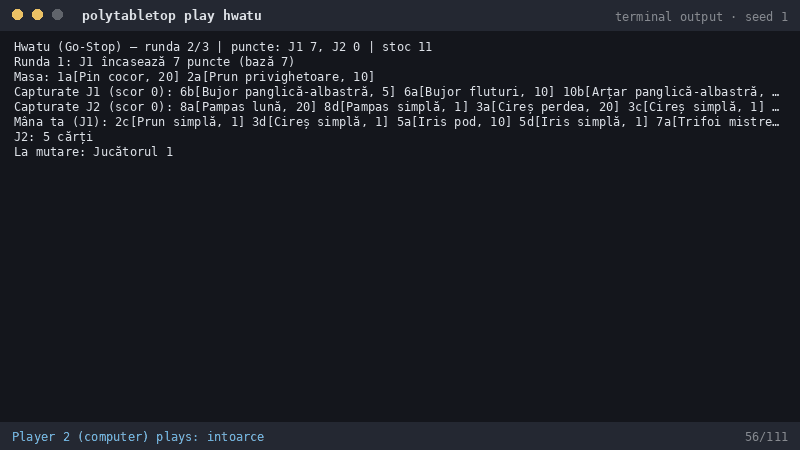 polytabletop play hwatu
terminal output · seed 1
Hwatu (Go-Stop) — runda 2/3 | puncte: J1 7, J2 0 | stoc 11
Runda 1: J1 încasează 7 puncte (bază 7)
Masa: 1a[Pin cocor, 20] 2a[Prun privighetoare, 10]
Capturate J1 (scor 0): 6b[Bujor panglică-albastră, 5] 6a[Bujor fluturi, 10] 10b[Arțar panglică-albastră, …
Capturate J2 (scor 0): 8a[Pampas lună, 20] 8d[Pampas simplă, 1] 3a[Cireș perdea, 20] 3c[Cireș simplă, 1] …
Mâna ta (J1): 2c[Prun simplă, 1] 3d[Cireș simplă, 1] 5a[Iris pod, 10] 5d[Iris simplă, 1] 7a[Trifoi mistre…
J2: 5 cărți
La mutare: Jucătorul 1
Player 2 (computer) plays: intoarce
56/111